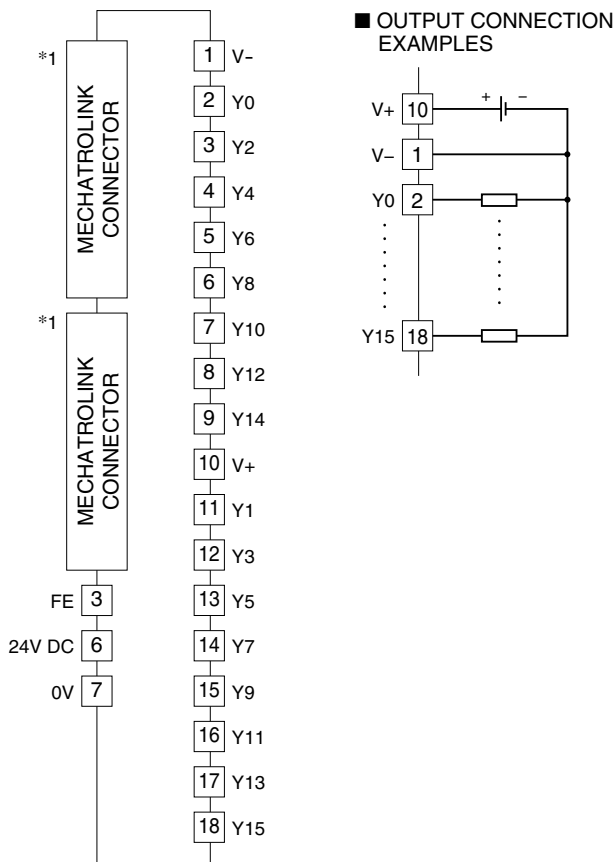 *1
MECHATROLINK
CONNECTOR
*1
MECHATROLINK
CONNECTOR
FE 3
24V DC 6
0V 7
1 V−
2 Y0
3 Y2
4 Y4
5 Y6
6 Y8
7 Y10
8 Y12
9 Y14
10 V+
11 Y1
12 Y3
13 Y5
14 Y7
15 Y9
16 Y11
17 Y13
18 Y15
■ OUTPUT CONNECTION
EXAMPLES
V+ 10 + −
V− 1
Y0 2
Y15 18